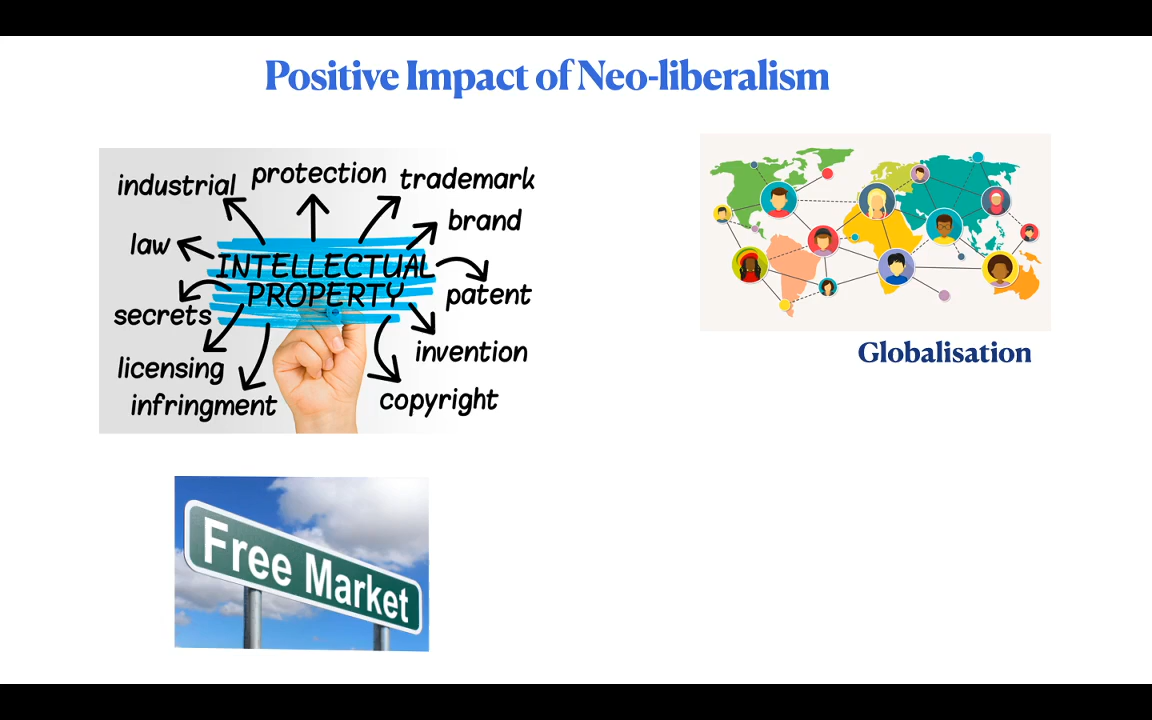 Positive Impact of Neo-liberalism
industrial
protection
trademark
brand
law
INTELLECTUAL
PROPERTY
patent
secrets
invention
licensing
infringment
copyright
Globalisation
Free Market